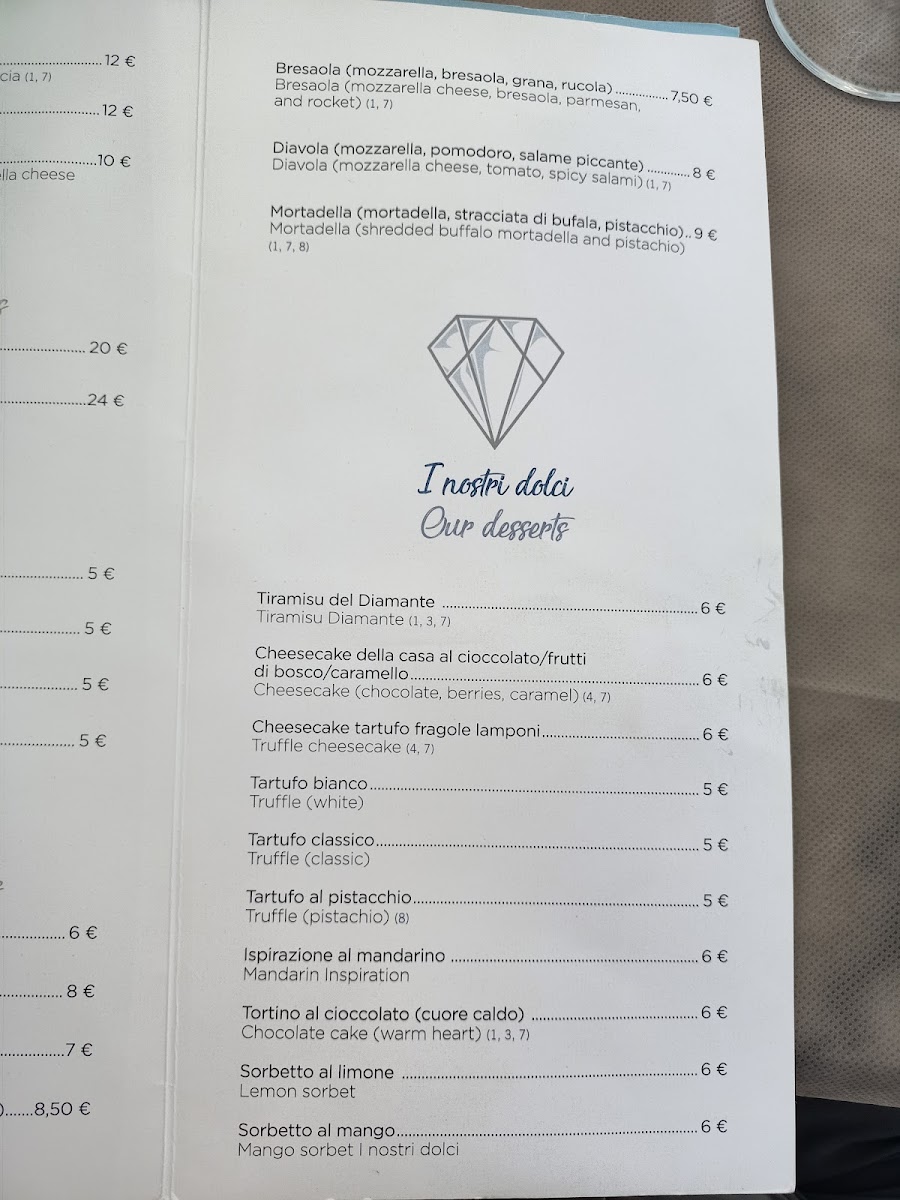 ............................12 €
cia (1, 7)
............................12 €
............................10 €
lla cheese
............................20 €
............................24 €
............................5 €
............................5 €
............................5 €
............................5 €
............................6 €
............................8 €
............................7 €
).......8,50 €
Bresaola (mozzarella, bresaola, grana, rucola)................7,50 €
Bresaola (mozzarella cheese, bresaola, parmesan,
and rocket) (1, 7)
Diavola (mozzarella, pomodoro, salame piccante)............8 €
Diavola (mozzarella cheese, tomato, spicy salami) (1, 7)
Mortadella (mortadella, stracciata di bufala, pistacchio)..9 €
Mortadella (shredded buffalo mortadella and pistachio)
(1, 7, 8)
I nostri dolci
Our desserts
Tiramisu del Diamante ............................6 €
Tiramisu Diamante (1, 3, 7)
Cheesecake della casa al cioccolato/frutti
di bosco/caramello............................6 €
Cheesecake (chocolate, berries, caramel) (4, 7)
Cheesecake tartufo fragole lamponi............................6 €
Truffle cheesecake (4, 7)
Tartufo bianco............................5 €
Truffle (white)
Tartufo classico............................5 €
Truffle (classic)
Tartufo al pistacchio............................5 €
Truffle (pistachio) (8)
Ispirazione al mandarino ............................6 €
Mandarin Inspiration
Tortino al cioccolato (cuore caldo) ............................6 €
Chocolate cake (warm heart) (1, 3, 7)
Sorbetto al limone ............................6 €
Lemon sorbet
Sorbetto al mango............................6 €
Mango sorbet I nostri dolci